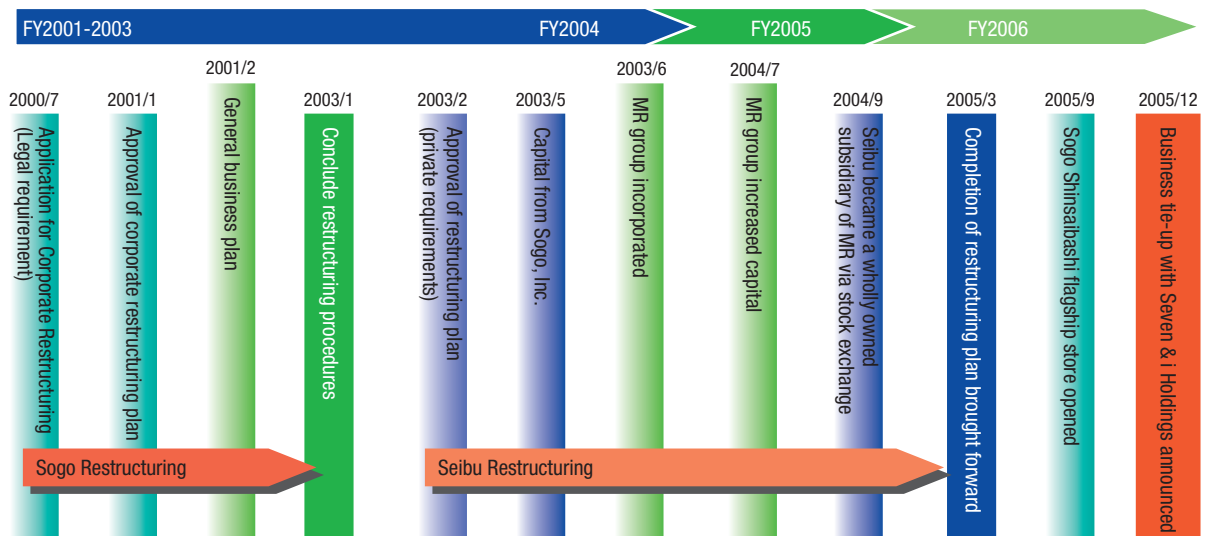 FY2001-2003
FY2004
FY2005
FY2006
2000/7
Application for Corporate Restructuring
(Legal requirement)
2001/1
Approval of corporate restructuring plan
2001/2
General business plan
2003/1
Conclude restructuring procedures
2003/2
Approval of restructuring plan
(private requirements)
2003/5
Capital from Sogo, Inc.
2003/6
MR group incorporated
2004/7
MR group increased capital
2004/9
Seibu became a wholly owned
subsidiary of MR via stock exchange
2005/3
Completion of restructuring plan brought forward
2005/9
Sogo Shinsaibashi flagship store opened
2005/12
Business tie-up with Seven & i Holdings announced
Sogo Restructuring
Seibu Restructuring